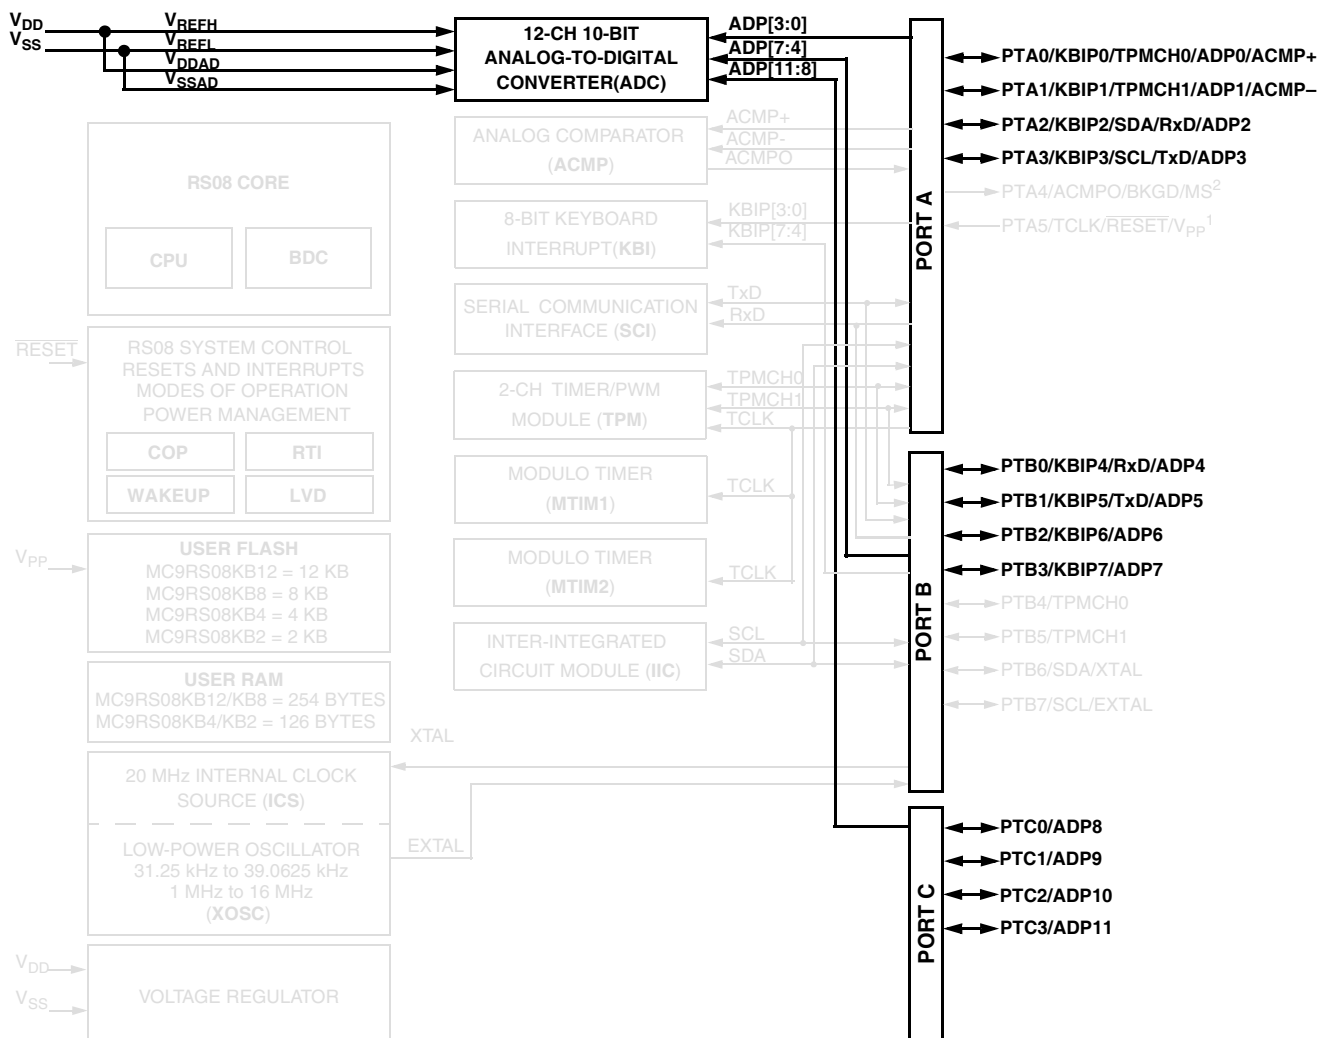 VDD
VSS
VREFH
VREFL
VDDAD
VSSAD
12-CH 10-BIT
ANALOG-TO-DIGITAL
CONVERTER(ADC)
ADP[3:0]
ADP[7:4]
ADP[11:8]
ANALOG COMPARATOR
(ACMP)
ACMP+
ACMP-
ACMPO
8-BIT KEYBOARD
INTERRUPT(KBI)
KBIP[3:0]
KBIP[7:4]
SERIAL COMMUNICATION
INTERFACE (SCI)
TxD
RxD
2-CH TIMER/PWM
MODULE (TPM)
TPMCH0
TPMCH1
TCLK
MODULO TIMER
(MTIM1)
TCLK
MODULO TIMER
(MTIM2)
TCLK
INTER-INTEGRATED
CIRCUIT MODULE (IIC)
SCL
SDA
RS08 CORE
CPU
BDC
RESET
RS08 SYSTEM CONTROL
RESETS AND INTERRUPTS
MODES OF OPERATION
POWER MANAGEMENT
COP
RTI
WAKEUP
LVD
VPP
USER FLASH
MC9RS08KB12 = 12 KB
MC9RS08KB8 = 8 KB
MC9RS08KB4 = 4 KB
MC9RS08KB2 = 2 KB
USER RAM
MC9RS08KB12/KB8 = 254 BYTES
MC9RS08KB4/KB2 = 126 BYTES
XTAL
20 MHz INTERNAL CLOCK
SOURCE (ICS)
LOW-POWER OSCILLATOR
31.25 kHz to 39.0625 kHz
1 MHz to 16 MHz
(XOSC)
EXTAL
VDD
VSS
VOLTAGE REGULATOR
PORT A
PTA0/KBIP0/TPMCH0/ADP0/ACMP+
PTA1/KBIP1/TPMCH1/ADP1/ACMP–
PTA2/KBIP2/SDA/RxD/ADP2
PTA3/KBIP3/SCL/TxD/ADP3
PTA4/ACMPO/BKGD/MS2
PTA5/TCLK/RESET/VPP1
PORT B
PTB0/KBIP4/RxD/ADP4
PTB1/KBIP5/TxD/ADP5
PTB2/KBIP6/ADP6
PTB3/KBIP7/ADP7
PTB4/TPMCH0
PTB5/TPMCH1
PTB6/SDA/XTAL
PTB7/SCL/EXTAL
PORT C
PTC0/ADP8
PTC1/ADP9
PTC2/ADP10
PTC3/ADP11